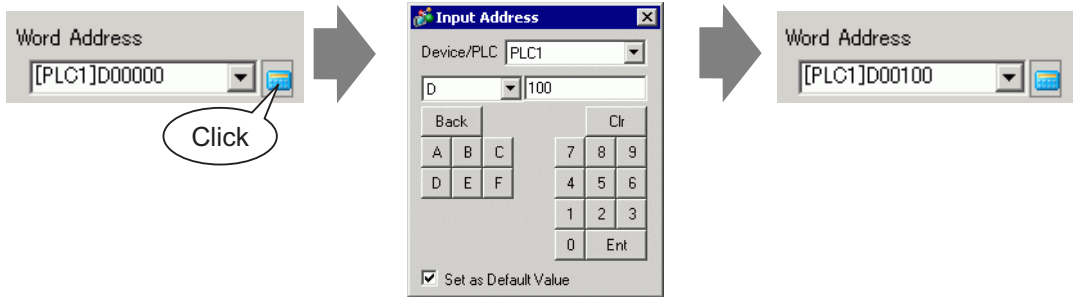 Word Address
[PLC1]D00000
Click
Input Address
Device/PLC PLC1
D 100
Back Clr
A B C 7 8 9
D E F 4 5 6
1 2 3
0 Ent
Set as Default Value
Word Address
[PLC1]D00100